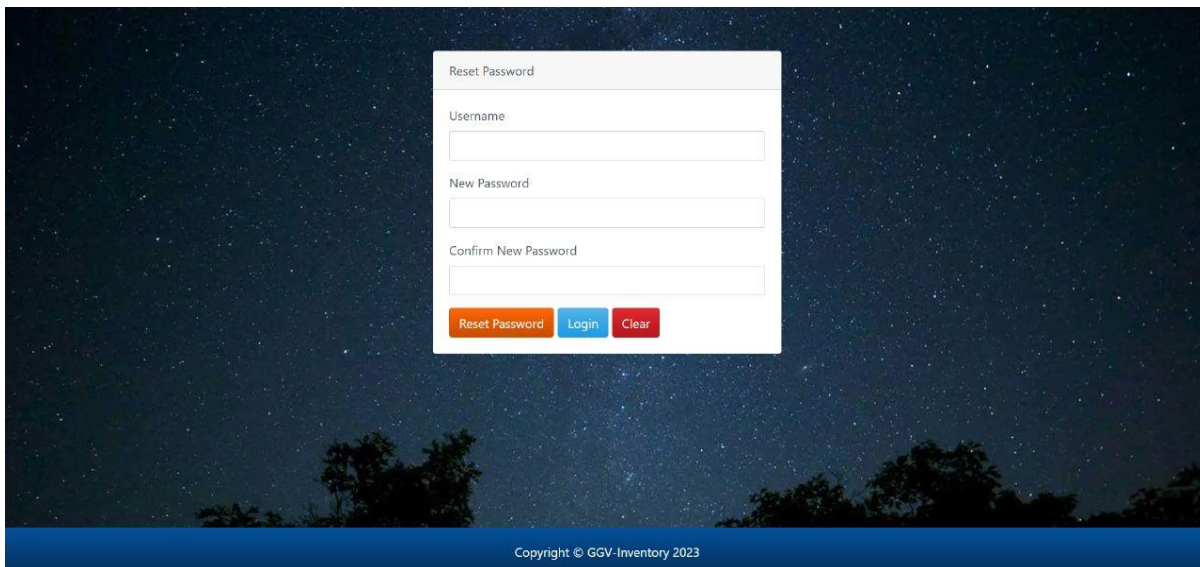 Reset Password
Username
New Password
Confirm New Password
Reset Password Login Clear
Copyright © GGV-Inventory 2023